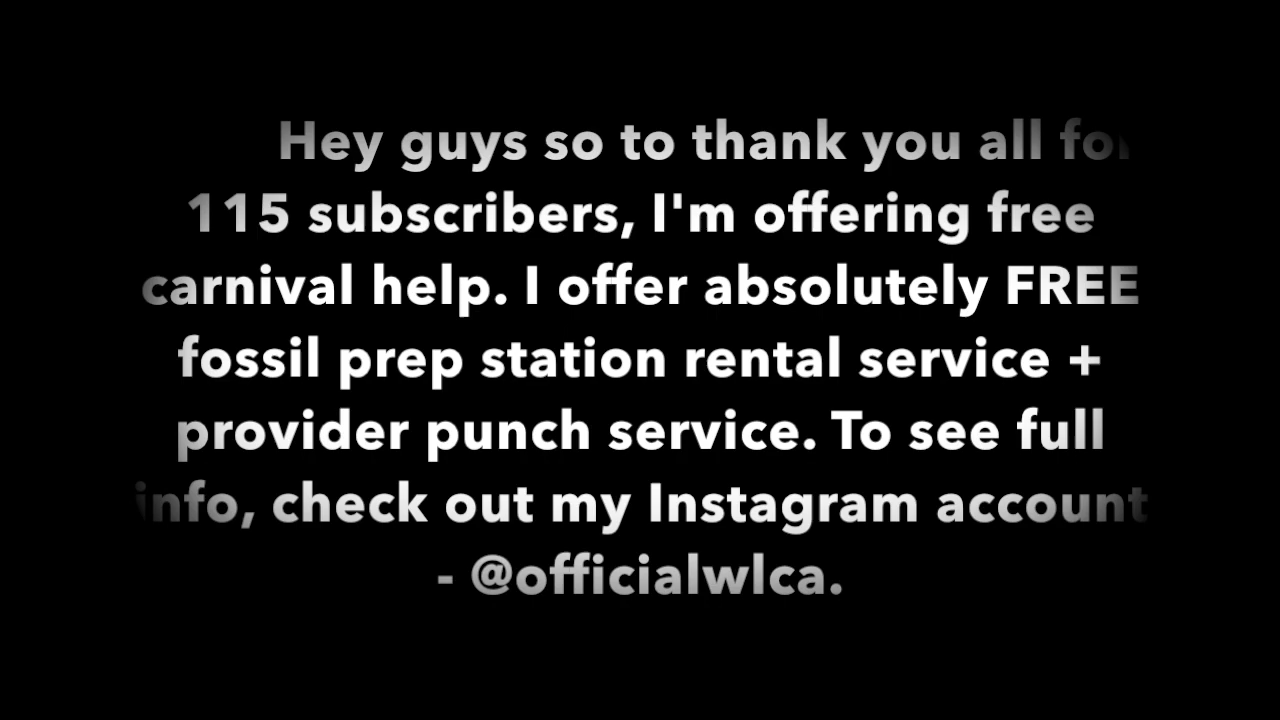 Hey guys so to thank you all for
115 subscribers, I'm offering free
carnival help. I offer absolutely FREE
fossil prep station rental service +
provider punch service. To see full
info, check out my Instagram account
- @officialwlca.